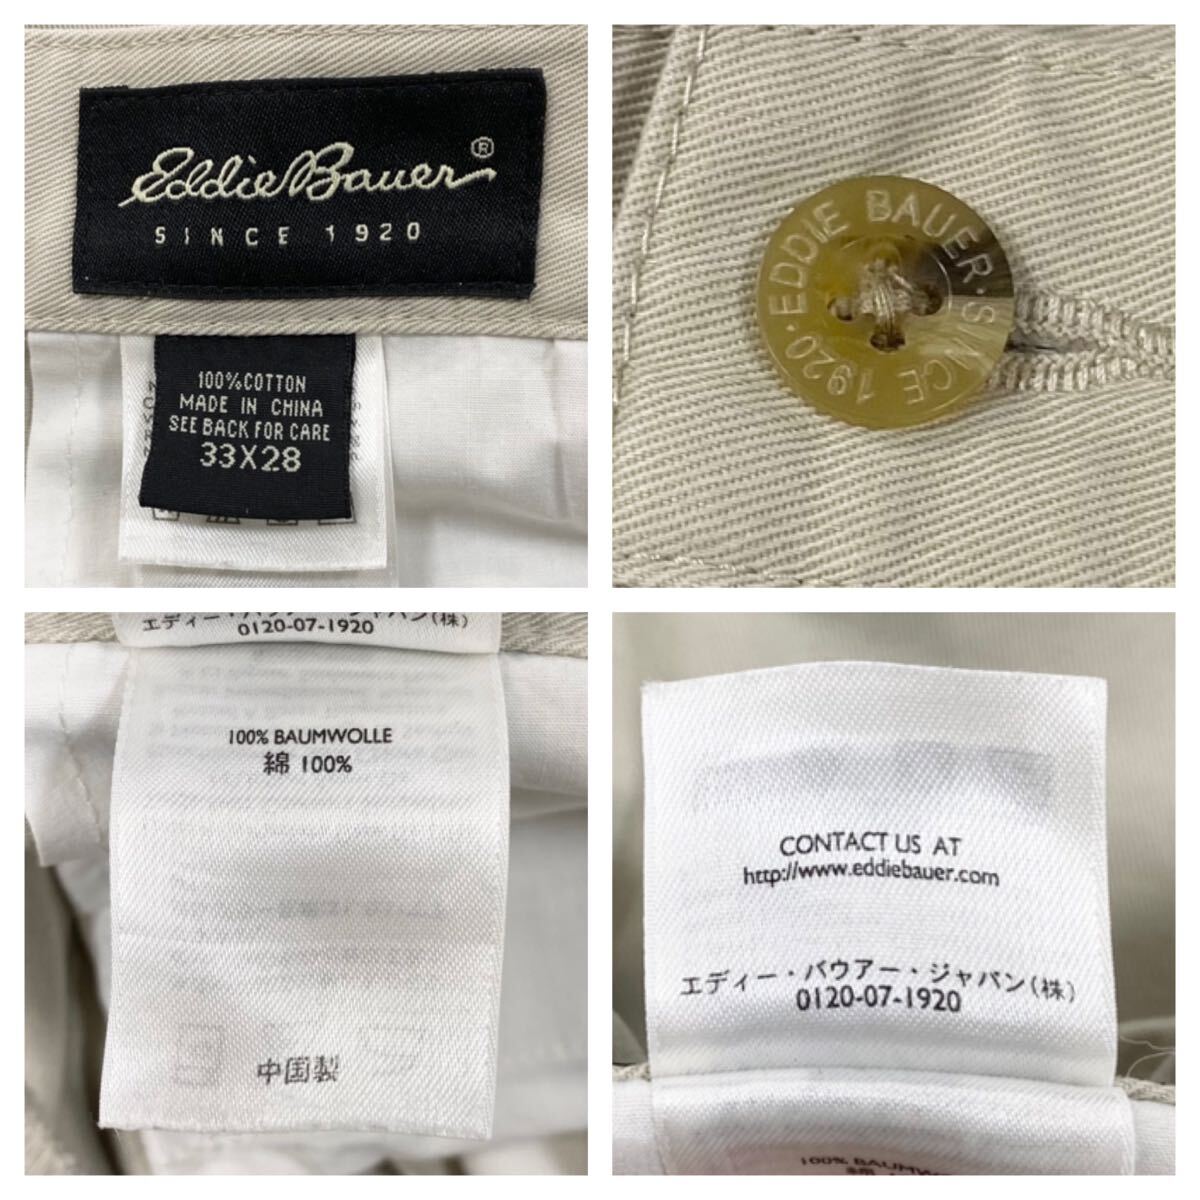 Eddie Bauer®
SINCE 1920
100% COTTON
MADE IN CHINA
SEE BACK FOR CARE
33X28
EDDIE BAUER · SINCE 1920 ·
エディー・バウアー・ジャパン(株)
0120-07-1920
100% BAUMWOLLE
綿 100%
中国製
CONTACT US AT
http://www.eddiebauer.com
エディー・バウアー・ジャパン(株)
0120-07-1920
100% BAUMWOLLE